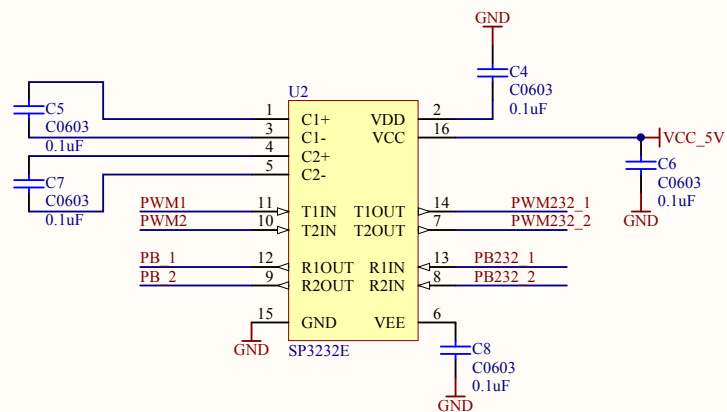 GND
C4
C0603
0.1uF
U2
C5
C0603
0.1uF
1 C1+ VDD 2
3 C1- VCC 16 VCC_5V
4 C2+
5 C2-
C7
C0603
0.1uF
C6
C0603
0.1uF
GND
PWM1 11 T1IN T1OUT 14 PWM232_1
PWM2 10 T2IN T2OUT 7 PWM232_2
PB_1 12 R1OUT R1IN 13 PB232_1
PB_2 9 R2OUT R2IN 8 PB232_2
15 GND VEE 6
GND
SP3232E
C8
C0603
0.1uF
GND